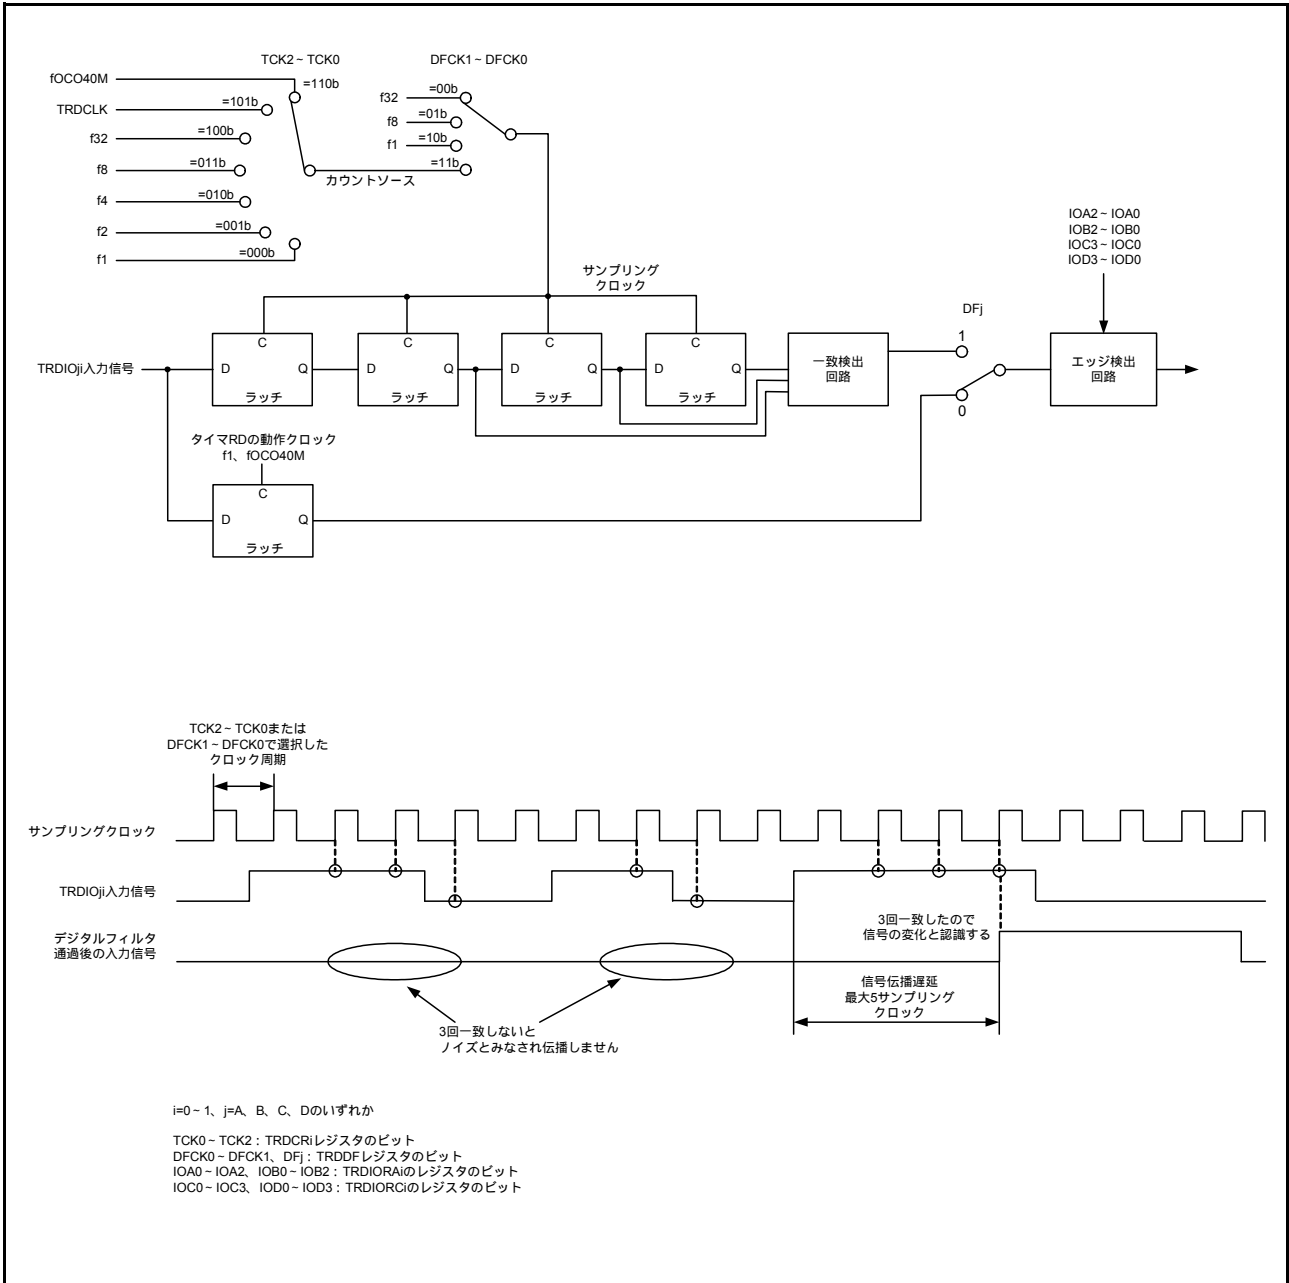 TCK2～TCK0
DFCK1～DFCK0
fOCO40M
=110b
TRDCLK
=101b
f32
=100b
f8
=011b
f4
=010b
f2
=001b
f1
=000b
f32
=00b
f8
=01b
f1
=10b
=11b
カウントソース
サンプリング
クロック
IOA2～IOA0
IOB2～IOB0
IOC3～IOC0
IOD3～IOD0
TRDIOji入力信号
C
D
Q
ラッチ
C
D
Q
ラッチ
C
D
Q
ラッチ
C
D
Q
ラッチ
一致検出
回路
DFj
1
0
エッジ検出
回路
タイマRDの動作クロック
f1、fOCO40M
C
D
Q
ラッチ
TCK2～TCK0または
DFCK1～DFCK0で選択した
クロック周期
サンプリングクロック
TRDIOji入力信号
デジタルフィルタ
通過後の入力信号
3回一致したので
信号の変化と認識する
信号伝播遅延
最大5サンプリング
クロック
3回一致しないと
ノイズとみなされ伝播しません
i=0～1、j=A、B、C、Dのいずれか
TCK0～TCK2：TRDCRiレジスタのビット
DFCK0～DFCK1、DFj：TRDDFレジスタのビット
IOA0～IOA2、IOB0～IOB2：TRDIORAiのレジスタのビット
IOC0～IOC3、IOD0～IOD3：TRDIORCiのレジスタのビット